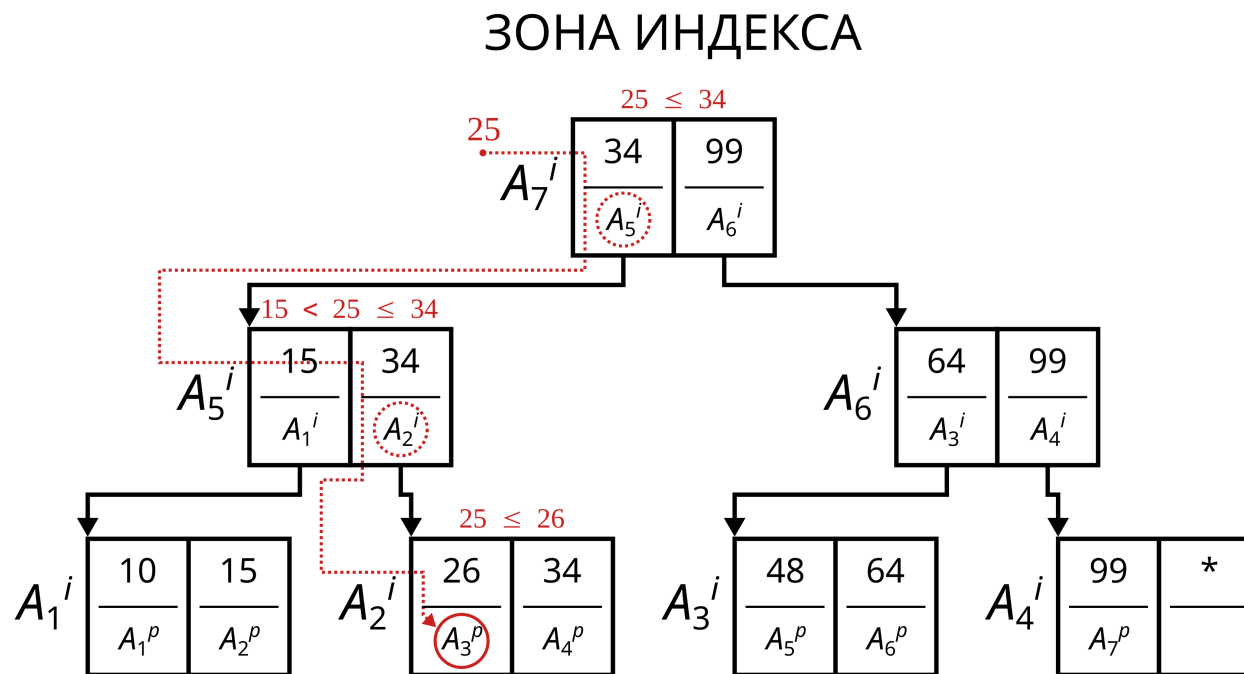 ЗОНА ИНДЕКСА
25 ≤ 34
25
A₇ⁱ
34 99
A₅ⁱ A₆ⁱ
15 < 25 ≤ 34
A₅ⁱ
15 34
A₁ⁱ A₂ⁱ
A₆ⁱ
64 99
A₃ⁱ A₄ⁱ
25 ≤ 26
A₁ⁱ
10 15
A₁ᵖ A₂ᵖ
A₂ⁱ
26 34
A₃ᵖ A₄ᵖ
A₃ⁱ
48 64
A₅ᵖ A₆ᵖ
A₄ⁱ
99 *
A₇ᵖ